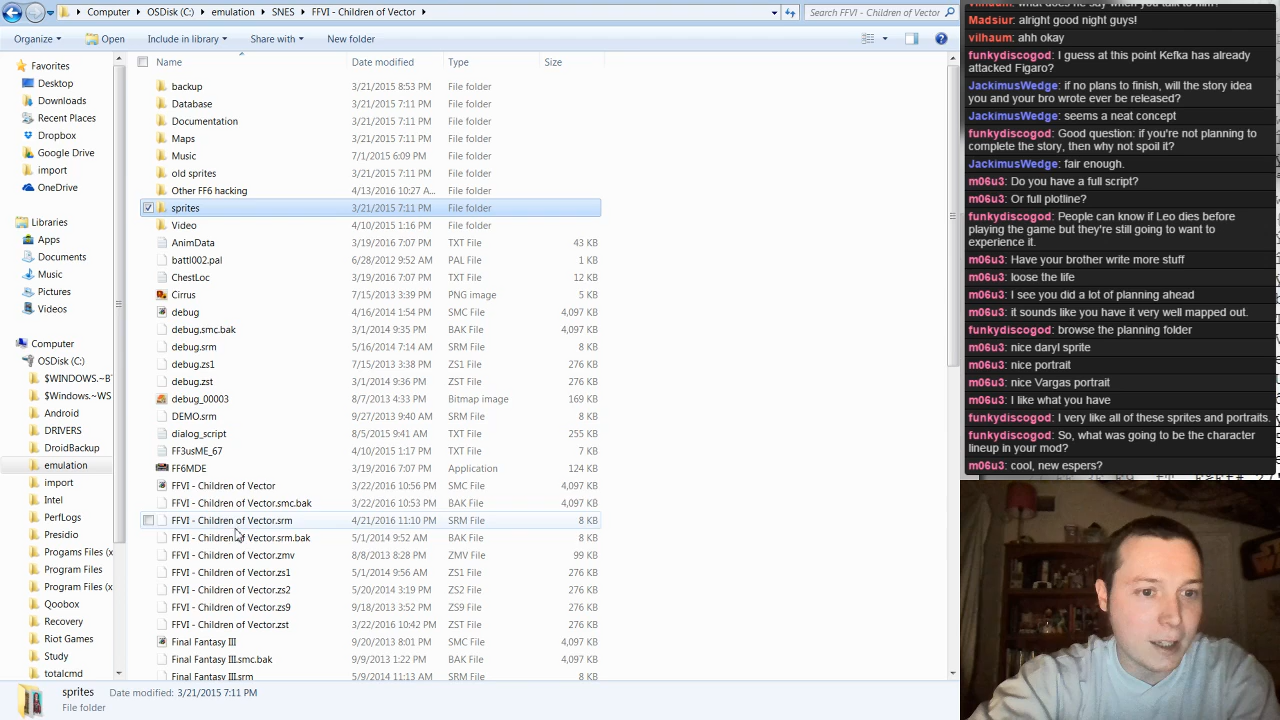 Computer ▸ OSDisk (C:) ▸ emulation ▸ SNES ▸ FFVI - Children of Vector ▸
Search FFVI - Children of Vector
Organize ▾ Open Include in library ▾ New
Name Date modified Type Size
Favorites
Desktop
Downloads
Recent Places
Dropbox
Google Drive
import
OneDrive
Libraries
Apps
Documents
Music
Pictures
Videos
Computer
OSDisk (C:)
$WINDOWS.~BT
$Windows.~WS
Android
DRIVERS
DroidBackup
emulation
import
Intel
PerfLogs
Presidio
Progams Files (x
Program Files
Program Files (x
Qoobox
Recovery
Riot Games
Study
totalcmd
backup 3/21/2015 8:53 PM File folder
Database 3/21/2015 7:11 PM File folder
Documentation 3/21/2015 7:11 PM File folder
Maps 3/21/2015 7:11 PM File folder
Music 7/1/2015 6:09 PM File folder
old sprites 3/21/2015 7:11 PM File folder
Other FF6 hacking 4/13/2016 10:27 A... File folder
sprites 3/21/2015 7:11 PM File folder
Video 4/10/2012 1:16 PM File folder
AnimData 3/19/2012 7:07 PM TXT File 43 KB
battl002.pal 6/28/2012 9:52 AM PAL File 1 KB
ChestLoc 3/19/2016 7:07 PM TXT File 12 KB
Cirrus 7/15/2013 3:39 PM PNG image 5 KB
debug 4/16/2014 1:54 PM SMC File 4,097 KB
debug.smc.bak 3/1/2014 9:35 PM BAK File 4,097 KB
debug.srm 5/20/2014 7:14 AM SRM File 8 KB
debug.zs1 7/15/2013 3:38 PM ZS1 File 276 KB
debug.zst 3/1/2014 9:36 PM ZST File 276 KB
debug_00003 8/7/2013 4:33 PM Bitmap image 169 KB
DEMO.srm 8/27/2013 9:40 AM SRM File 8 KB
dialog_script TXT File 255 KB
FF3usME_67 4/10/2015 1:17 PM TXT File 7 KB
FF6MDE 3/19/2016 7:07 PM Application 124 KB
FFVI - Children of Vector SMC File 4,097 KB
FFVI - Children of Vector.smc.bak 3/22/2016 10:53 PM BAK File 4,097 KB
FFVI - Children of Vector.srm 4/21/2016 11:10 PM SRM File 8 KB
FFVI - Children of Vector.srm.bak 5/1/2014 9:52 AM BAK File 8 KB
FFVI - Children of Vector.zmv 8/8/2013 8:28 PM ZMV File 99 KB
FFVI - Children of Vector.zs1 5/1/2014 9:56 AM ZS1 File 276 KB
FFVI - Children of Vector.zs2 5/20/2014 3:19 PM ZS2 File 276 KB
FFVI - Children of Vector.zs9 9/18/2013 3:52 PM ZS9 File 276 KB
FFVI - Children of Vector.zst 3/22/2016 10:42 PM ZST File 276 KB
Final Fantasy III 9/20/2013 8:01 PM SMC File 4,097 KB
Final Fantasy III.smc.bak 9/9/2013 1:22 PM BAK File 4,097 KB
Final Fantasy III.srm 5/9/2014 11:13 AM SRM File 8 KB
sprites Date modified: 3/21/2015 7:11 PM
File folder
Madsiur: alright good night guys!
vilhaum: ahh okay
funkydiscogod: I guess at this point Kefka has already
attacked Figaro?
JackimusWedge: if no plans to finish, will the story idea
you and your bro wrote ever be released?
JackimusWedge: seems a neat concept
funkydiscogod: Good question: if you're not planning to
complete the story, then why not spoil it?
JackimusWedge: fair enough.
m06u3: Do you have a full script?
m06u3: Or full plotline?
funkydiscogod: People can know if Leo dies before
playing the game but they're still going to want to
experience it.
m06u3: Have your brother write more stuff
m06u3: loose the life
m06u3: I see you did a lot of planning ahead
m06u3: it sounds like you have it very well mapped out.
funkydiscogod: browse the planning folder
m06u3: nice daryl sprite
m06u3: nice portrait
m06u3: nice Vargas portrait
m06u3: I like what you have
funkydiscogod: I very like all of these sprites and portraits.
funkydiscogod: So, what was going to be the character
lineup in your mod?
m06u3: cool, new espers?